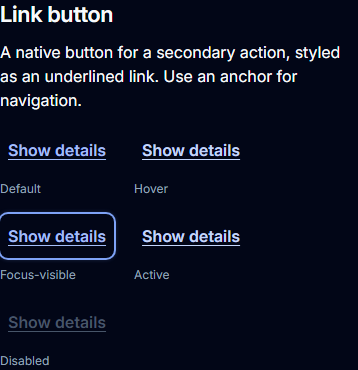 Link button
A native button for a secondary action, styled
as an underlined link. Use an anchor for
navigation.
Show details Show details
Default Hover
Show details Show details
Focus-visible Active
Show details
Disabled